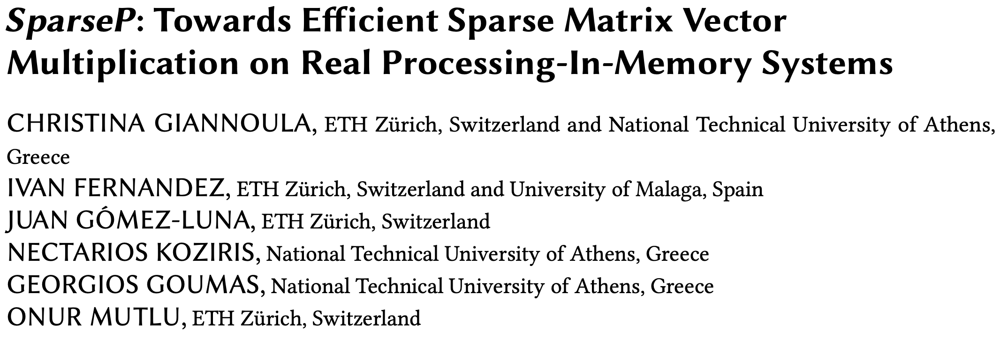 SparseP: Towards Efficient Sparse Matrix Vector
Multiplication on Real Processing-In-Memory Systems
CHRISTINA GIANNOULA, ETH Zürich, Switzerland and National Technical University of Athens,
Greece
IVAN FERNANDEZ, ETH Zürich, Switzerland and University of Malaga, Spain
JUAN GÓMEZ-LUNA, ETH Zürich, Switzerland
NECTARIOS KOZIRIS, National Technical University of Athens, Greece
GEORGIOS GOUMAS, National Technical University of Athens, Greece
ONUR MUTLU, ETH Zürich, Switzerland